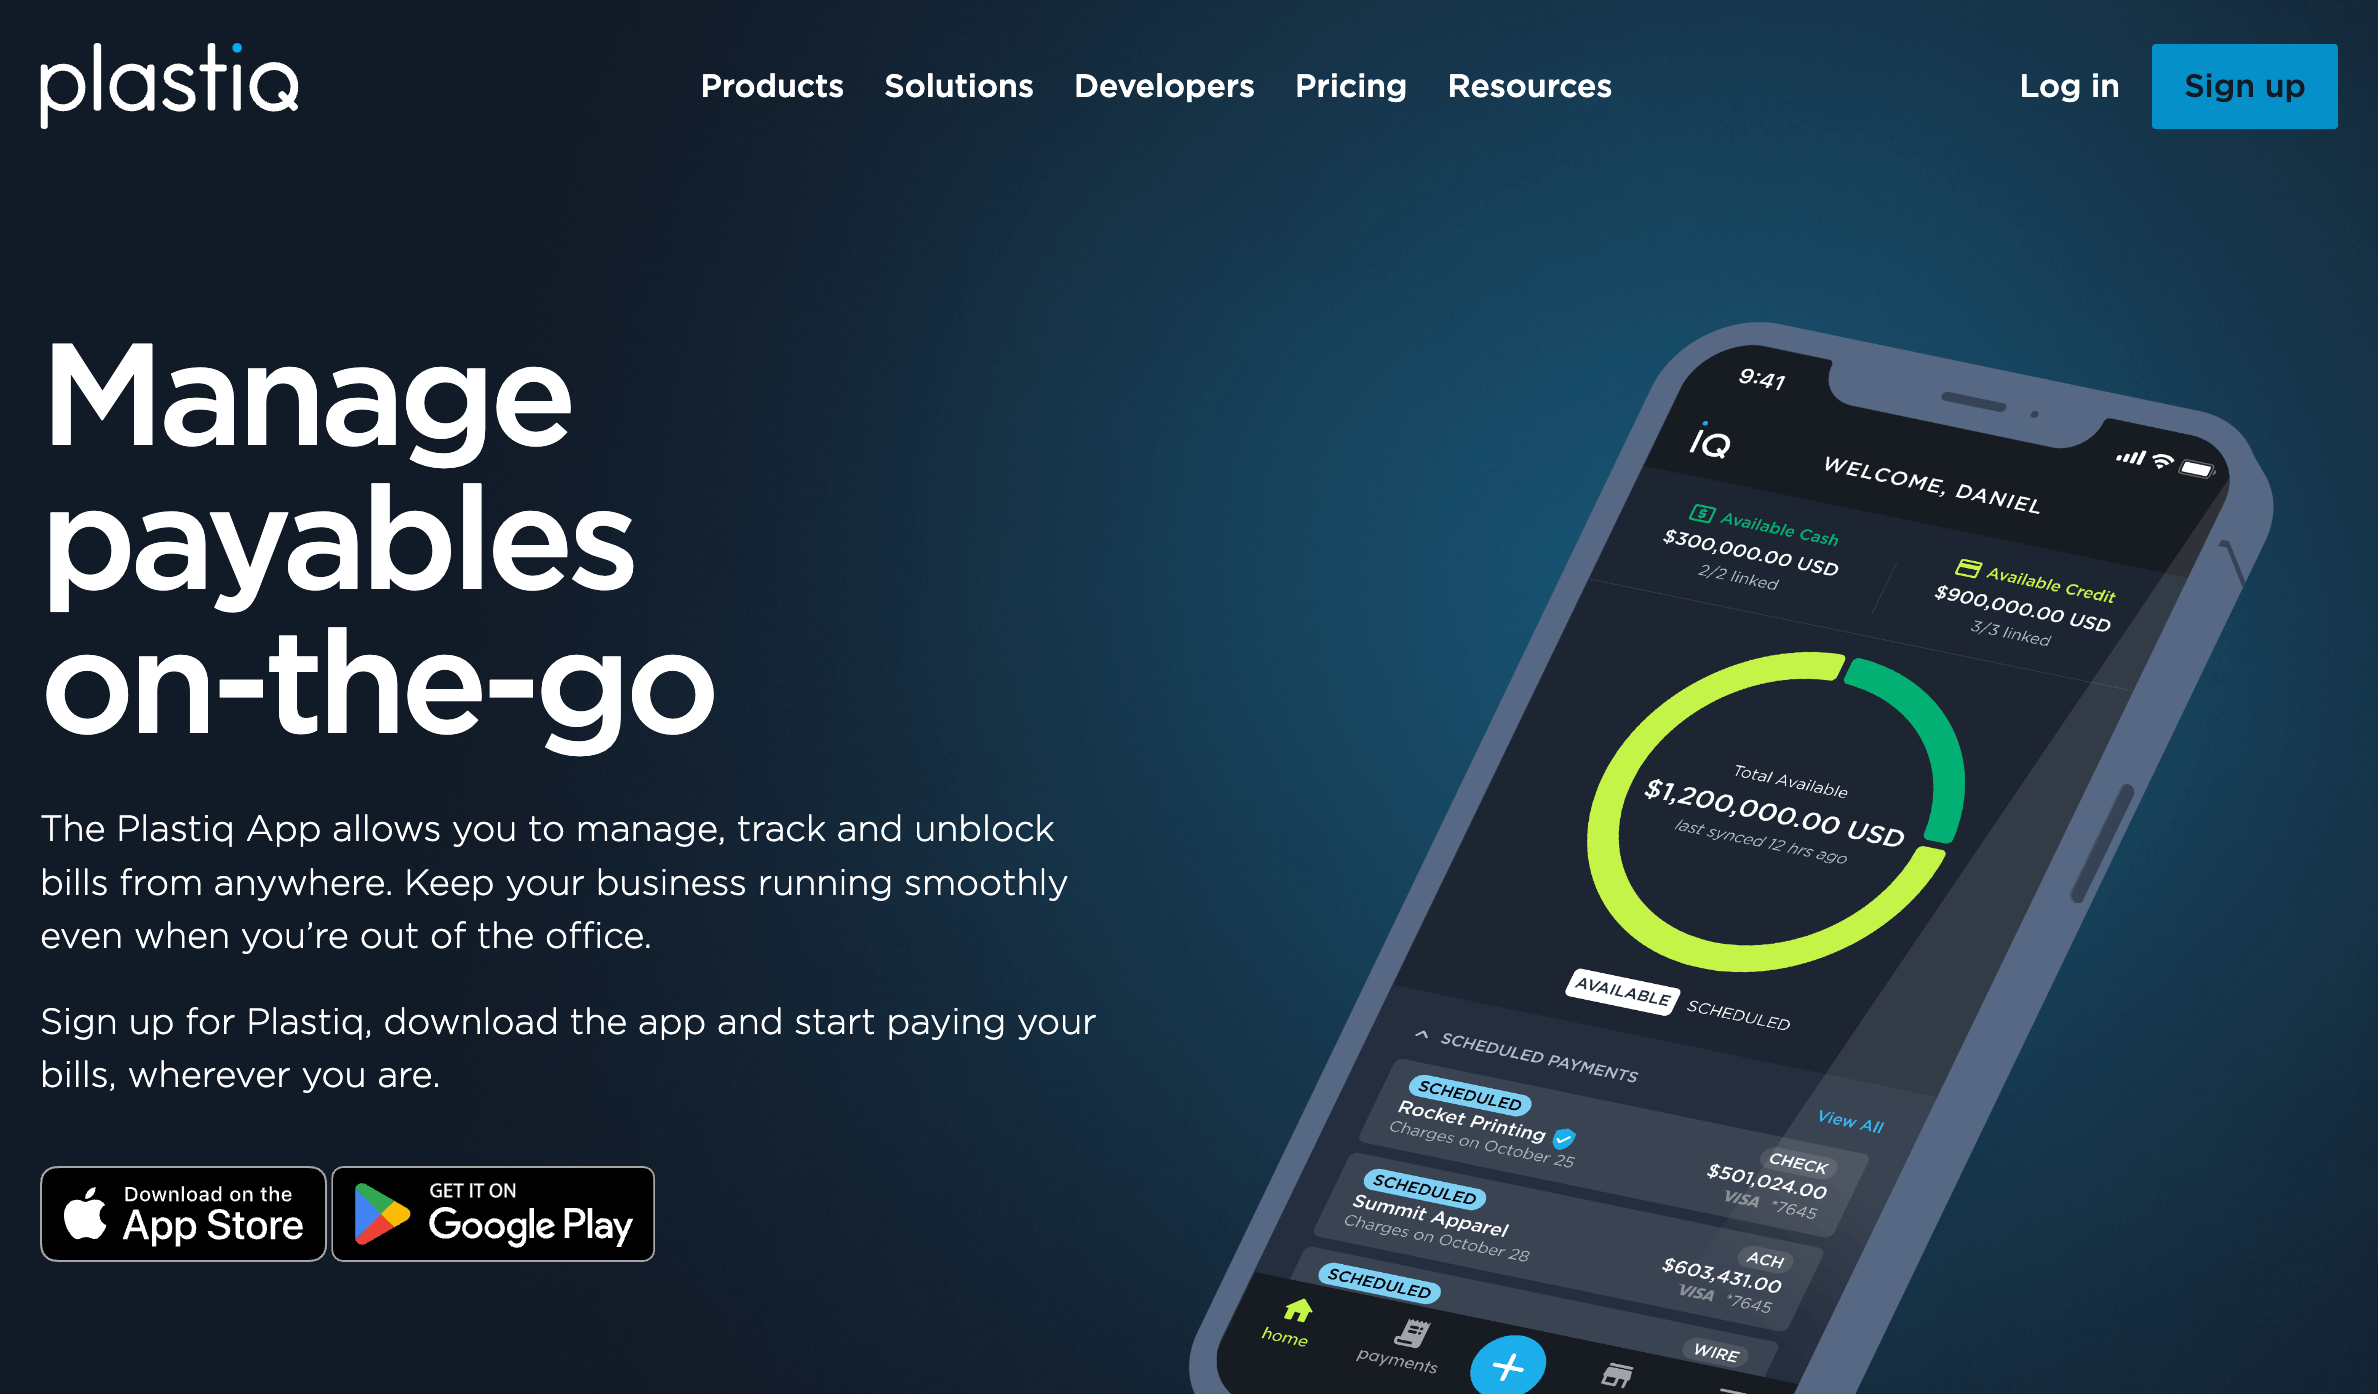 plastiq
Products Solutions Developers Pricing Resources
Log in
Sign up
Manage
payables
on-the-go
The Plastiq App allows you to manage, track and unblock
bills from anywhere. Keep your business running smoothly
even when you’re out of the office.
Sign up for Plastiq, download the app and start paying your
bills, wherever you are.
Download on the
App Store
GET IT ON
Google Play
9:41
iQ
WELCOME, DANIEL
Available Cash
$300,000.00 USD
2/2 linked
Available Credit
$900,000.00 USD
3/3 linked
Total Available
$1,200,000.00 USD
last synced 12 hrs ago
AVAILABLE SCHEDULED
SCHEDULED PAYMENTS
View All
SCHEDULED
Rocket Printing
Charges on October 25
CHECK
$501,024.00
VISA *7645
SCHEDULED
Summit Apparel
Charges on October 28
ACH
$603,431.00
VISA *7645
SCHEDULED
WIRE
home
payments